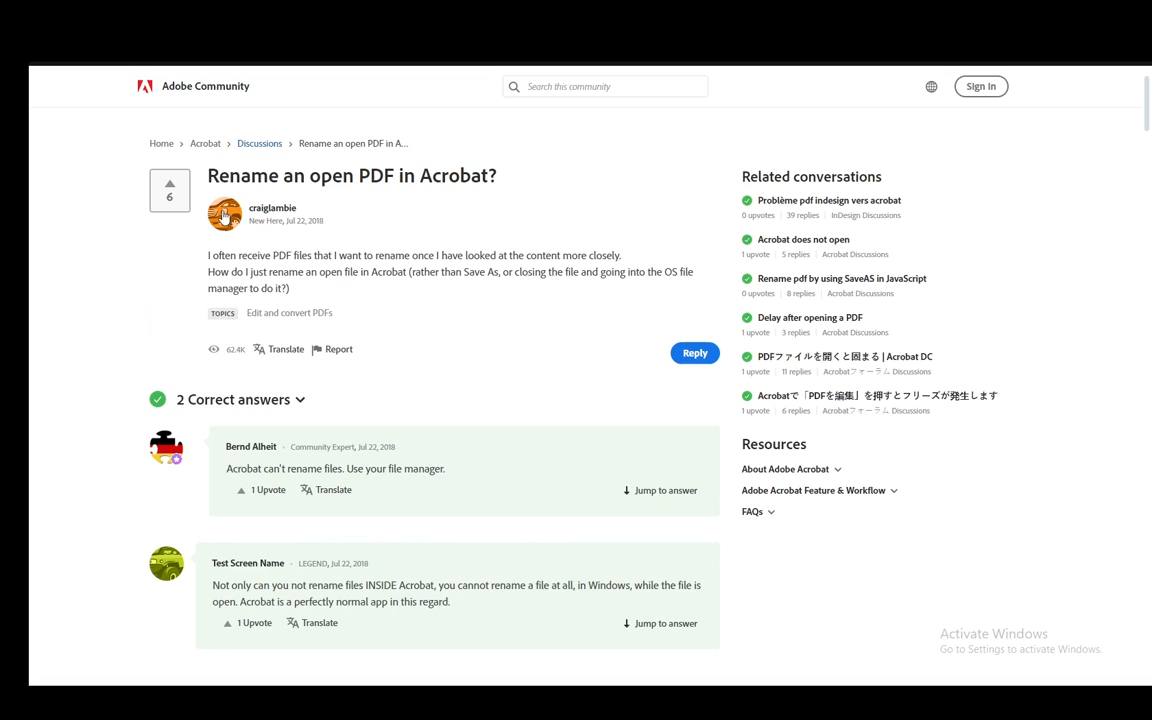 Adobe Community
Search this community
Sign In
Home > Acrobat > Discussions > Rename an open PDF in A...
6
Rename an open PDF in Acrobat?
craiglambie
New Here, Jul 22, 2018
I often receive PDF files that I want to rename once I have looked at the content more closely.
How do I just rename an open file in Acrobat (rather than Save As, or closing the file and going into the OS file
manager to do it?)
TOPICS Edit and convert PDFs
62.4K Translate Report
Reply
2 Correct answers
Bernd Alheit - Community Expert, Jul 22, 2018
Acrobat can't rename files. Use your file manager.
1 Upvote Translate
Jump to answer
Test Screen Name - LEGEND, Jul 22, 2018
Not only can you not rename files INSIDE Acrobat, you cannot rename a file at all, in Windows, while the file is
open. Acrobat is a perfectly normal app in this regard.
1 Upvote Translate
Jump to answer
Related conversations
Problème pdf indesign vers acrobat
0 upvotes 39 replies InDesign Discussions
Acrobat does not open
1 upvote 5 replies Acrobat Discussions
Rename pdf by using SaveAS in JavaScript
0 upvotes 8 replies Acrobat Discussions
Delay after opening a PDF
1 upvote 3 replies Acrobat Discussions
PDFファイルを開くと固まる | Acrobat DC
1 upvote 11 replies Acrobatフォーラム Discussions
Acrobatで「PDFを編集」を押すとフリーズが発生します
1 upvote 6 replies Acrobatフォーラム Discussions
Resources
About Adobe Acrobat
Adobe Acrobat Feature & Workflow
FAQs
Activate Windows
Go to Settings to activate Windows.